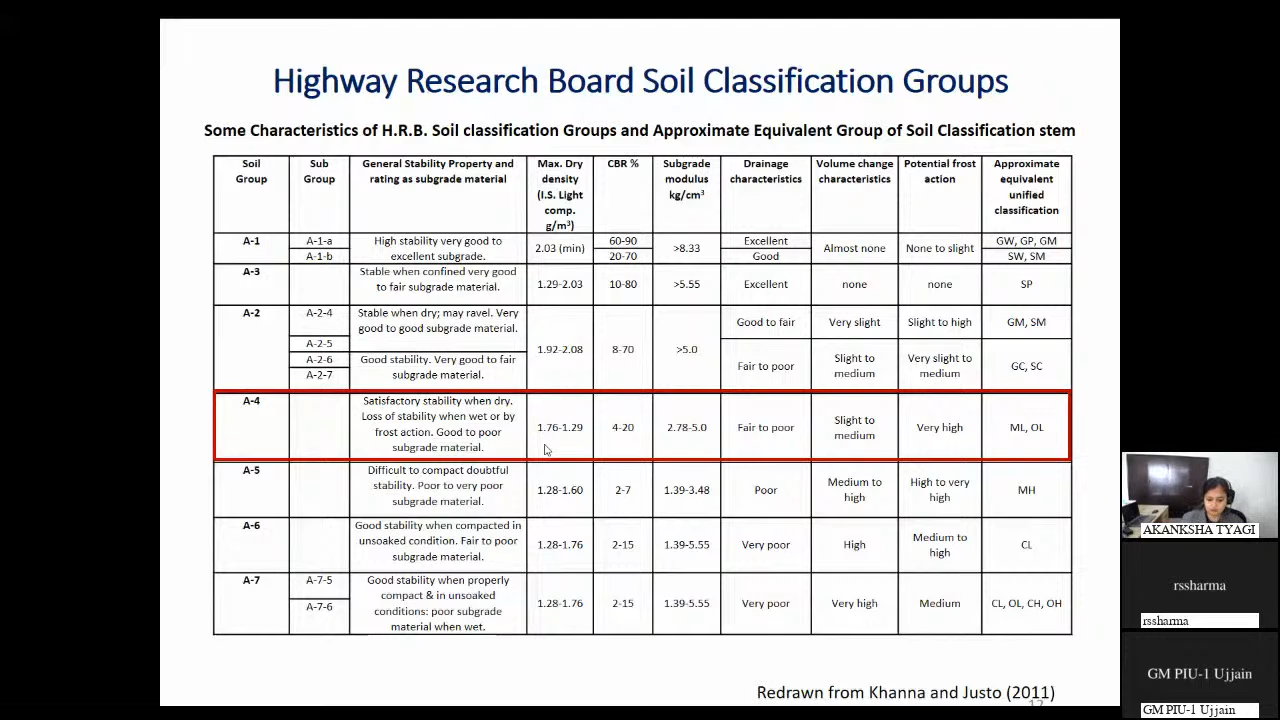 Highway Research Board Soil Classification Groups
Some Characteristics of H.R.B. Soil classification Groups and Approximate Equivalent Group of Soil Classification stem
Soil Group Sub Group General Stability Property and rating as subgrade material Max. Dry density (I.S. Light comp. g/m³) CBR % Subgrade modulus kg/cm³ Drainage characteristics Volume change characteristics Potential frost action Approximate equivalent unified classification
A-1 A-1-a High stability very good to excellent subgrade. 2.03 (min) 60-90 >8.33 Excellent Almost none None to slight GW, GP, GM
A-1-b 20-70 Good SW, SM
A-3 Stable when confined very good to fair subgrade material. 1.29-2.03 10-80 >5.55 Excellent none none SP
A-2 A-2-4 Stable when dry; may ravel. Very good to good subgrade material. 1.92-2.08 8-70 >5.0 Good to fair Very slight Slight to high GM, SM
A-2-5
A-2-6 Good stability. Very good to fair subgrade material. Fair to poor Slight to medium Very slight to medium GC, SC
A-2-7
A-4 Satisfactory stability when dry. Loss of stability when wet or by frost action. Good to poor subgrade material. 1.76-1.29 4-20 2.78-5.0 Fair to poor Slight to medium Very high ML, OL
A-5 Difficult to compact doubtful stability. Poor to very poor subgrade material. 1.28-1.60 2-7 1.39-3.48 Poor Medium to high High to very high MH
A-6 Good stability when compacted in unsoaked condition. Fair to poor subgrade material. 1.28-1.76 2-15 1.39-5.55 Very poor High Medium to high CL
A-7 A-7-5 Good stability when properly compact & in unsoaked conditions: poor subgrade material when wet. 1.28-1.76 2-15 1.39-5.55 Very poor Very high Medium CL, OL, CH, OH
A-7-6
Redrawn from Khanna and Justo (2011)
12
AKANKSHA TYAGI
rssharma
rssharma
GM PIU-1 Ujjain
GM PIU-1 Ujjain